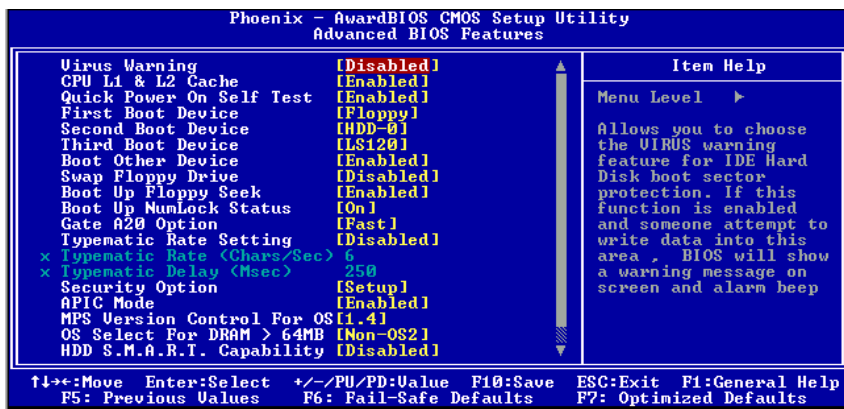 Phoenix - AwardBIOS CMOS Setup Utility
Advanced BIOS Features
Virus Warning [Disabled]
CPU L1 & L2 Cache [Enabled]
Quick Power On Self Test [Enabled]
First Boot Device [Floppy]
Second Boot Device [HDD-0]
Third Boot Device [LS120]
Boot Other Device [Enabled]
Swap Floppy Drive [Disabled]
Boot Up Floppy Seek [Enabled]
Boot Up NumLock Status [On]
Gate A20 Option [Fast]
Typematic Rate Setting [Disabled]
x Typematic Rate (Chars/Sec) 6
x Typematic Delay (Msec) 250
Security Option [Setup]
APIC Mode [Enabled]
MPS Version Control For OS[1.4]
OS Select For DRAM > 64MB [Non-OS2]
HDD S.M.A.R.T. Capability [Disabled]
Item Help
Menu Level ►
Allows you to choose
the VIRUS warning
feature for IDE Hard
Disk boot sector
protection. If this
function is enabled
and someone attempt to
write data into this
area , BIOS will show
a warning message on
screen and alarm beep
↑↓→←:Move Enter:Select +/-/PU/PD:Value F10:Save ESC:Exit F1:General Help
F5: Previous Values F6: Fail-Safe Defaults F7: Optimized Defaults